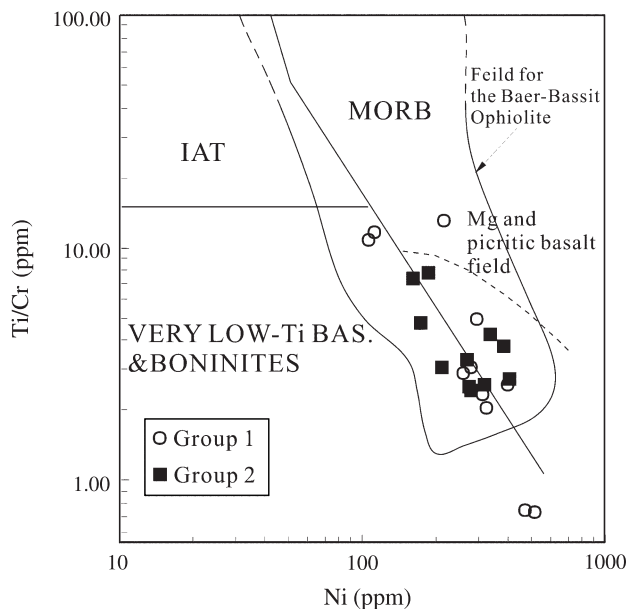 100.00
MORB
IAT
Feild for
the Baer-Bassit
Ophiolite
10.00
Mg and
picritic basalt
field
Ti/Cr (ppm)
VERY LOW-Ti BAS.
&BONINITES
Group 1
Group 2
1.00
10
100
1000
Ni (ppm)